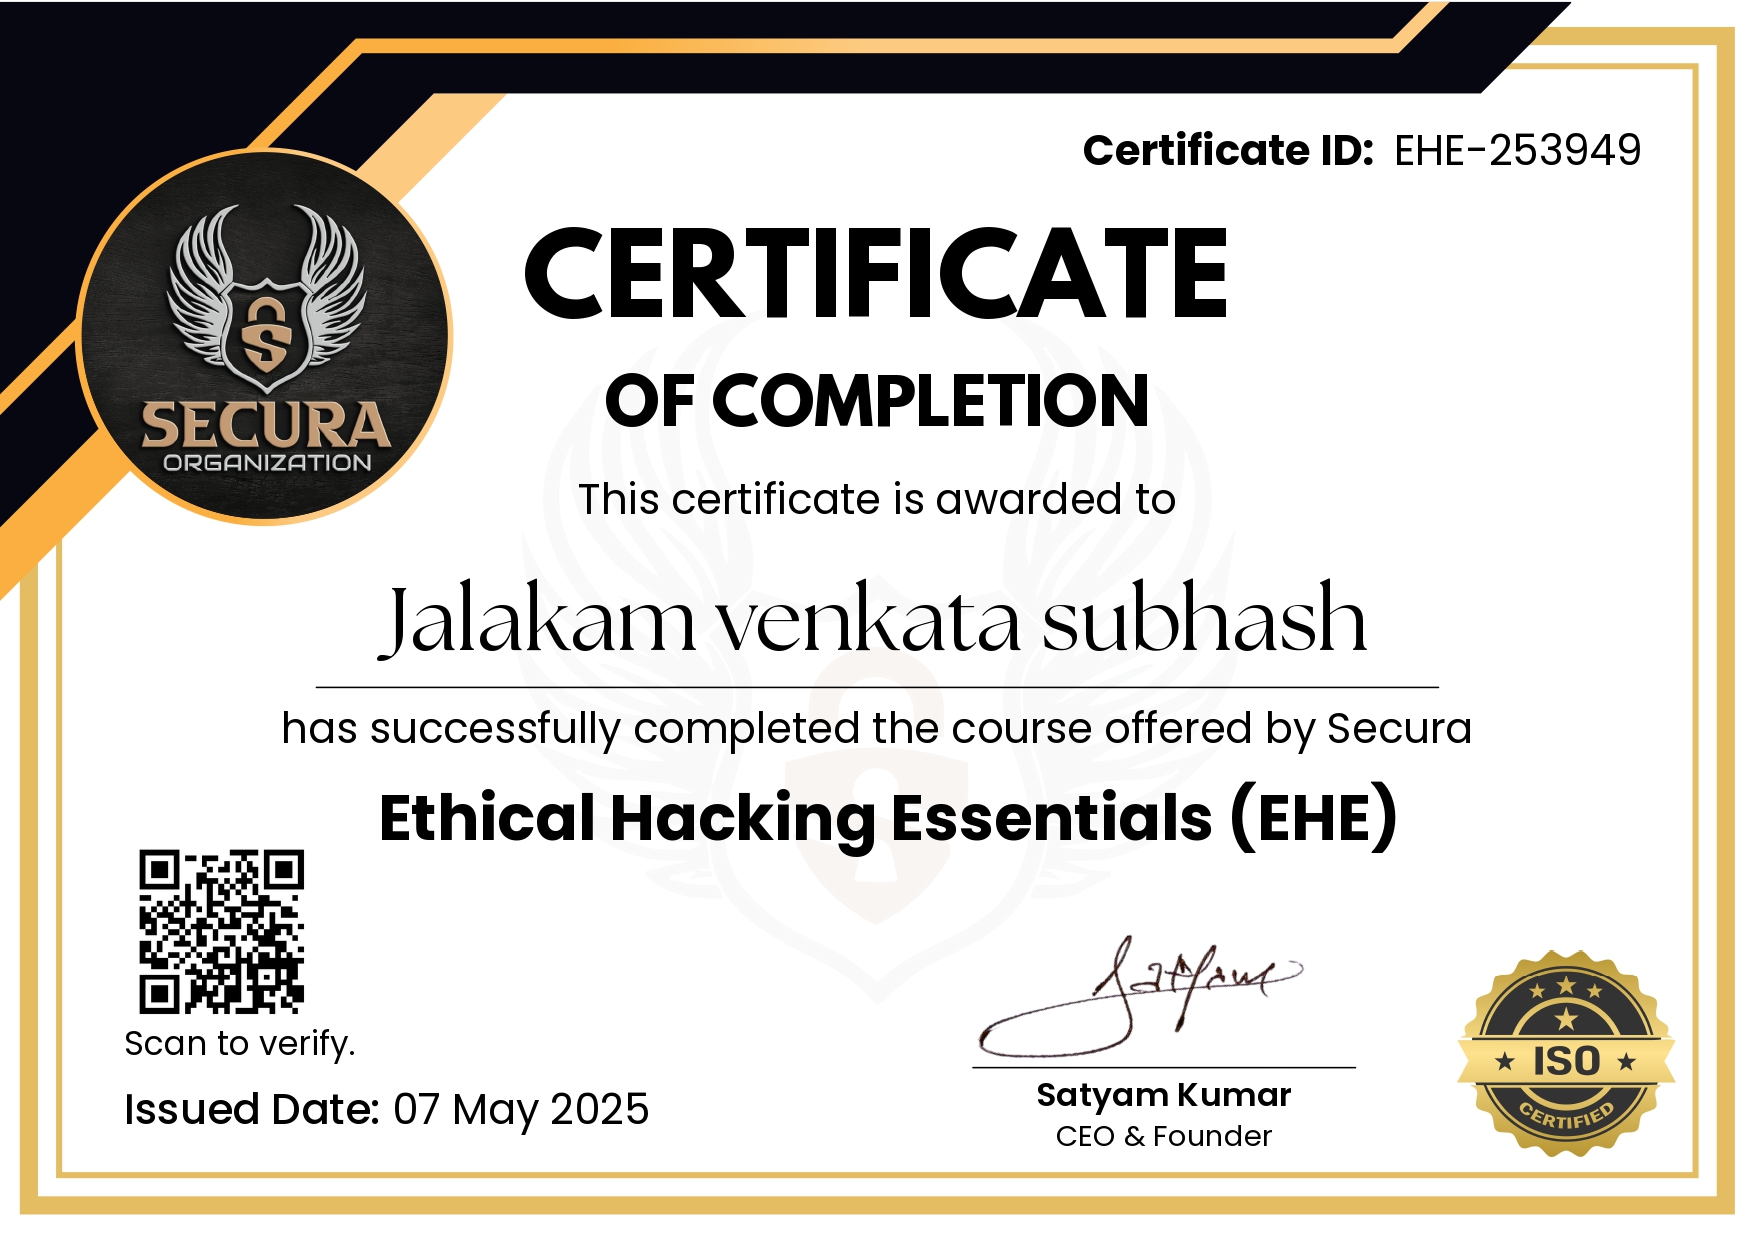 Certificate ID: EHE-253949
CERTIFICATE
OF COMPLETION
SECURA
ORGANIZATION
This certificate is awarded to
Jalakam venkata subhash
has successfully completed the course offered by Secura
Ethical Hacking Essentials (EHE)
Scan to verify.
Issued Date: 07 May 2025
Satyam
Satyam Kumar
CEO & Founder
ISO
CERTIFIED